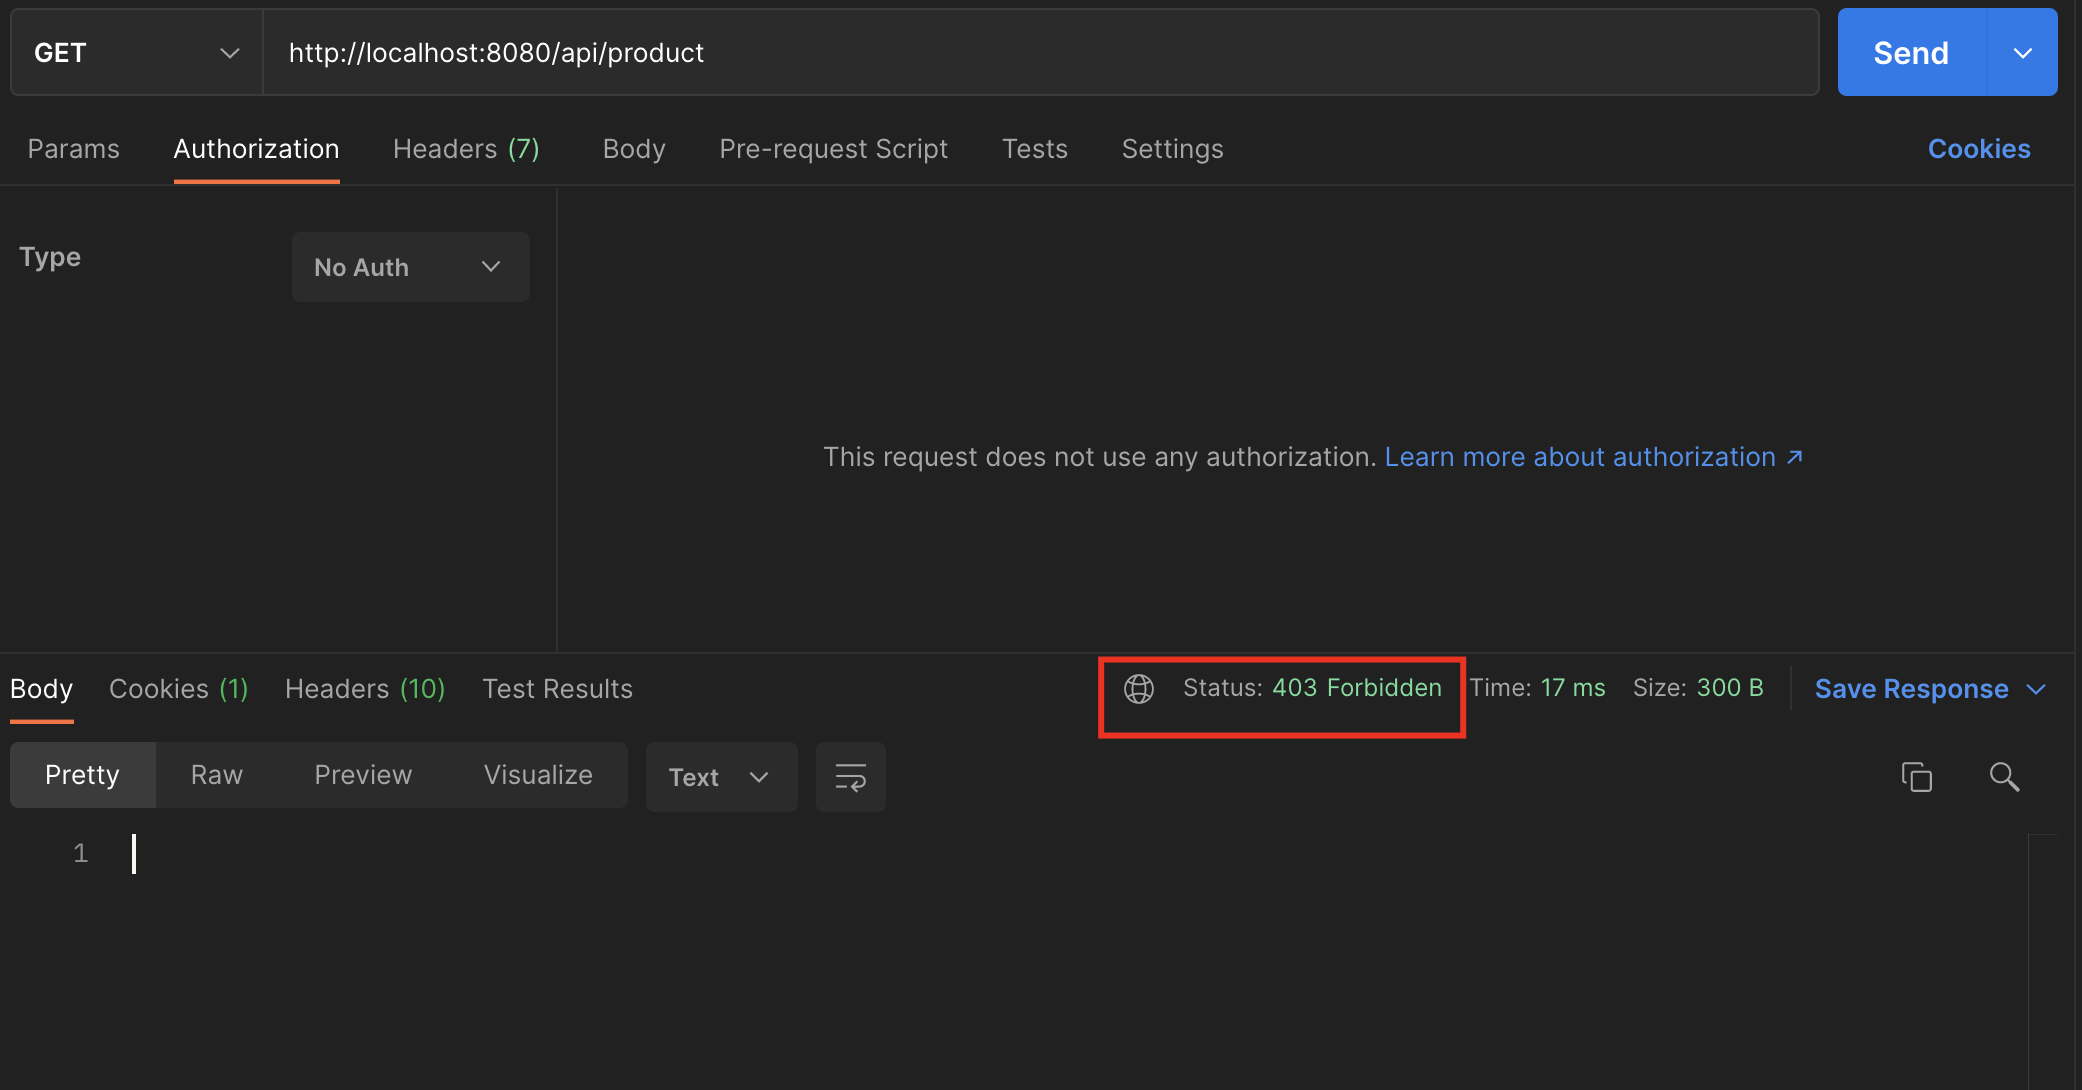 GET http://localhost:8080/api/product Send
Params Authorization Headers (7) Body Pre-request Script Tests Settings Cookies
Type No Auth
This request does not use any authorization. Learn more about authorization ↗
Body Cookies (1) Headers (10) Test Results Status: 403 Forbidden Time: 17 ms Size: 300 B Save Response
Pretty Raw Preview Visualize Text
1